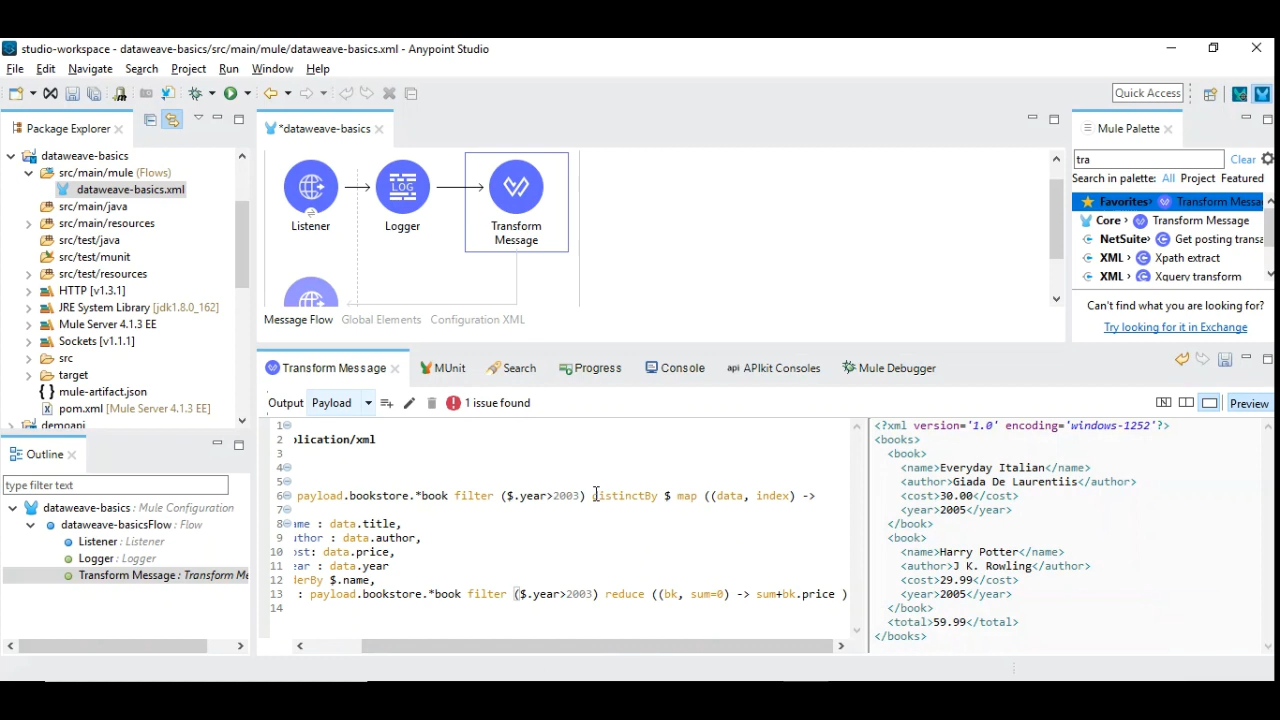 studio-workspace - dataweave-basics/src/main/mule/dataweave-basics.xml - Anypoint Studio
File Edit Navigate Search Project Run Window Help
Quick Access
Package Explorer
dataweave-basics
src/main/mule (Flows)
dataweave-basics.xml
src/main/java
src/main/resources
src/test/java
src/test/munit
src/test/resources
HTTP [v1.3.1]
JRE System Library [jdk1.8.0_162]
Mule Server 4.1.3 EE
Sockets [v1.1.1]
src
target
mule-artifact.json
pom.xml [Mule Server 4.1.3 EE]
demoapi
*dataweave-basics
LOG
Listener
Logger
Transform
Message
Message Flow Global Elements Configuration XML
Mule Palette
tra
Clear
Search in palette: All Project Featured
Favorites> Transform Messa
Core> Transform Message
NetSuite> Get posting transa
XML> Xpath extract
XML> Xquery transform
Can't find what you are looking for?
Try looking for it in Exchange
Outline
type filter text
dataweave-basics : Mule Configuration
dataweave-basicsFlow : Flow
Listener : Listener
Logger : Logger
Transform Message : Transform Me
Transform Message MUnit Search Progress Console api APIkit Consoles Mule Debugger
Output Payload 1 issue found
Preview
1
2 plication/xml
3
4
5
6 payload.bookstore.*book filter ($.year>2003) distinctBy $ map ((data, index) ->
7
8 ame : data.title,
9 uthor : data.author,
10 ost: data.price,
11 ear : data.year
12 derBy $.name,
13 : payload.bookstore.*book filter ($.year>2003) reduce ((bk, sum=0) -> sum+bk.price )
14
<?xml version='1.0' encoding='windows-1252'?>
<books>
<book>
<name>Everyday Italian</name>
<author>Giada De Laurentiis</author>
<cost>30.00</cost>
<year>2005</year>
</book>
<book>
<name>Harry Potter</name>
<author>J K. Rowling</author>
<cost>29.99</cost>
<year>2005</year>
</book>
<total>59.99</total>
</books>